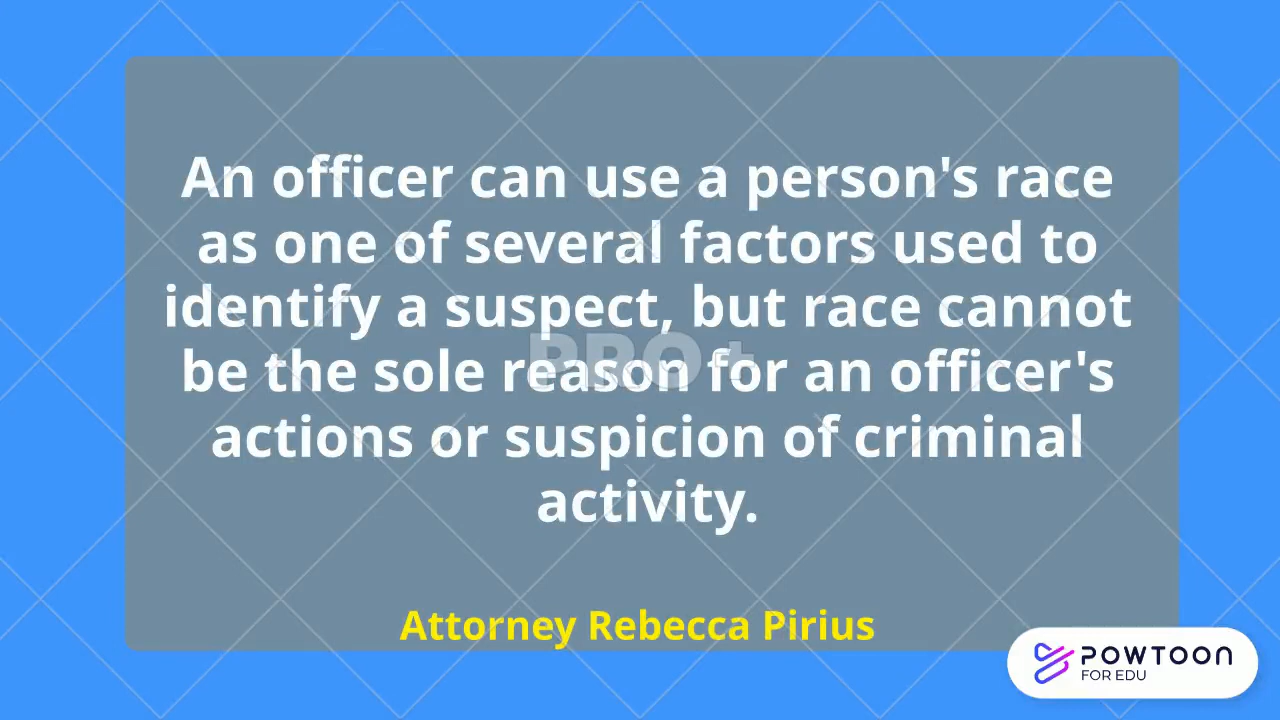 An officer can use a person's race
as one of several factors used to
identify a suspect, but race cannot
be the sole reason for an officer's
actions or suspicion of criminal
activity.
PRO+
Attorney Rebecca Pirius
POWTOON
FOR EDU